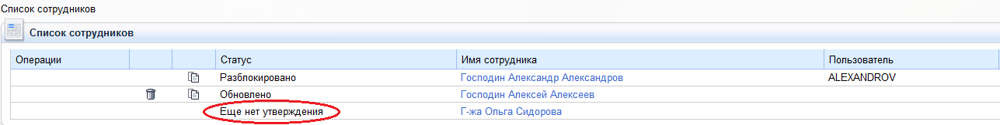 Список сотрудников
Список сотрудников
Операции Статус Имя сотрудника Пользователь
Разблокировано Господин Александр Александров ALEXANDROV
Обновлено Господин Алексей Алексеев
Еще нет утверждения Г-жа Ольга Сидорова